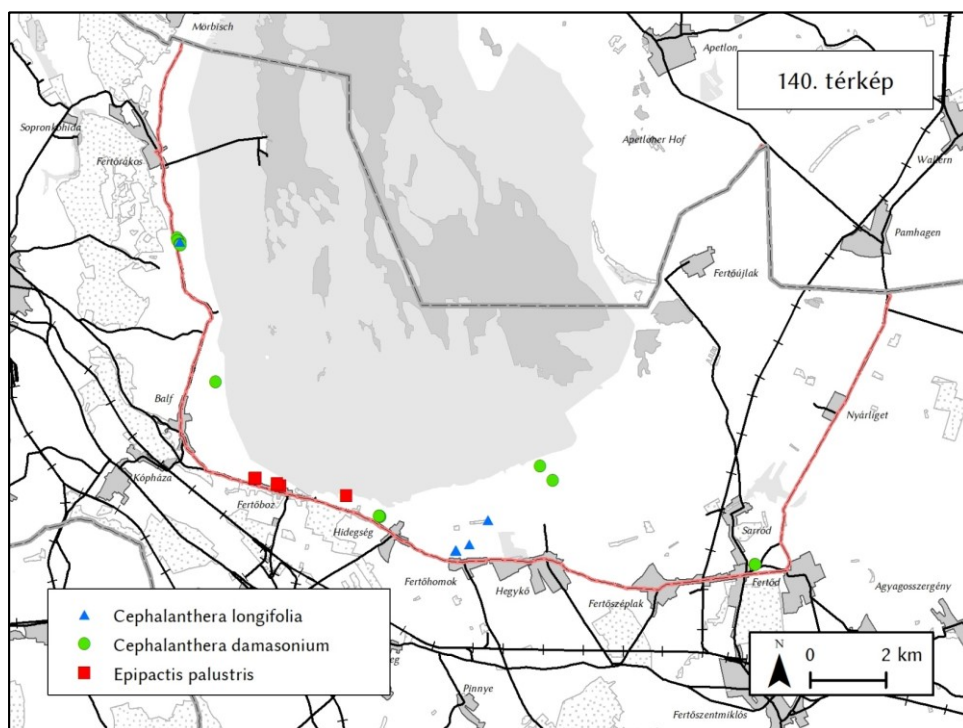 Mörbisch
Apetlon
140. térkép
Sopronkőhida
Fertőrákos
Apetloner Hof
Wallern
Pamhagen
Fertőújlak
Balf
Nyárliget
Kópháza
Fertőboz
Hidegség
Sarród
Fertőhomok
Hegykő
Fertőszéplak
Fertőd
Agyagosszergény
Cephalanthera longifolia
Cephalanthera damasonium
Epipactis palustris
N
0 2 km
eg
Pinnye
Fertőszentmiklós